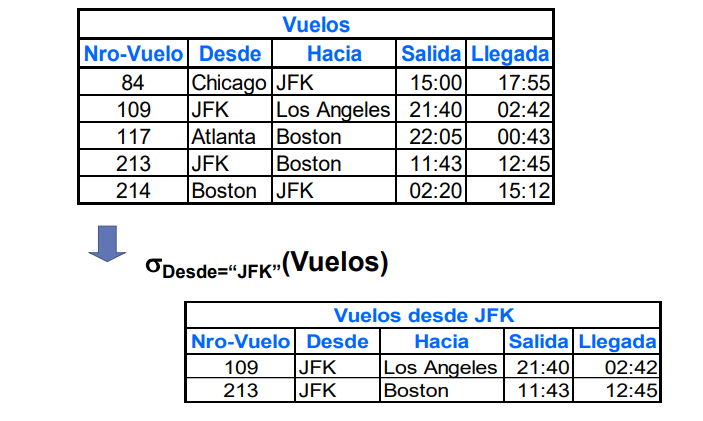 Vuelos
Nro-Vuelo Desde Hacia Salida Llegada
84 Chicago JFK 15:00 17:55
109 JFK Los Angeles 21:40 02:42
117 Atlanta Boston 22:05 00:43
213 JFK Boston 11:43 12:45
214 Boston JFK 02:20 15:12
σDesde=“JFK”(Vuelos)
Vuelos desde JFK
Nro-Vuelo Desde Hacia Salida Llegada
109 JFK Los Angeles 21:40 02:42
213 JFK Boston 11:43 12:45